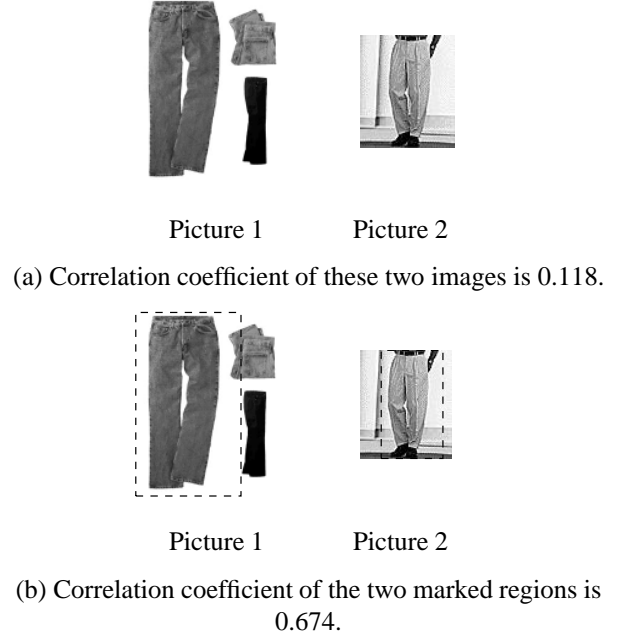 Picture 1 Picture 2
(a) Correlation coefficient of these two images is 0.118.
Picture 1 Picture 2
(b) Correlation coefficient of the two marked regions is
0.674.